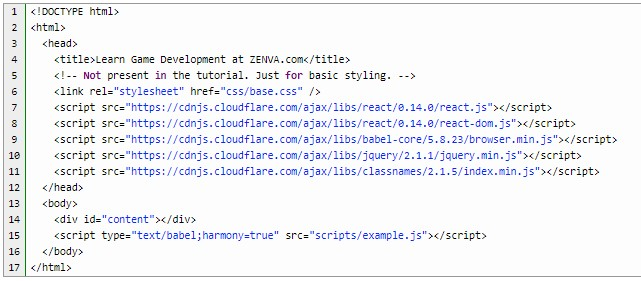 1 <!DOCTYPE html>
2 <html>
3 <head>
4 <title>Learn Game Development at ZENVA.com</title>
5 <!-- Not present in the tutorial. Just for basic styling. -->
6 <link rel="stylesheet" href="css/base.css" />
7 <script src="https://cdnjs.cloudflare.com/ajax/libs/react/0.14.0/react.js"></script>
8 <script src="https://cdnjs.cloudflare.com/ajax/libs/react/0.14.0/react-dom.js"></script>
9 <script src="https://cdnjs.cloudflare.com/ajax/libs/babel-core/5.8.23/browser.min.js"></script>
10 <script src="https://cdnjs.cloudflare.com/ajax/libs/jquery/2.1.1/jquery.min.js"></script>
11 <script src="https://cdnjs.cloudflare.com/ajax/libs/classnames/2.1.5/index.min.js"></script>
12 </head>
13 <body>
14 <div id="content"></div>
15 <script type="text/babel;harmony=true" src="scripts/example.js"></script>
16 </body>
17 </html>